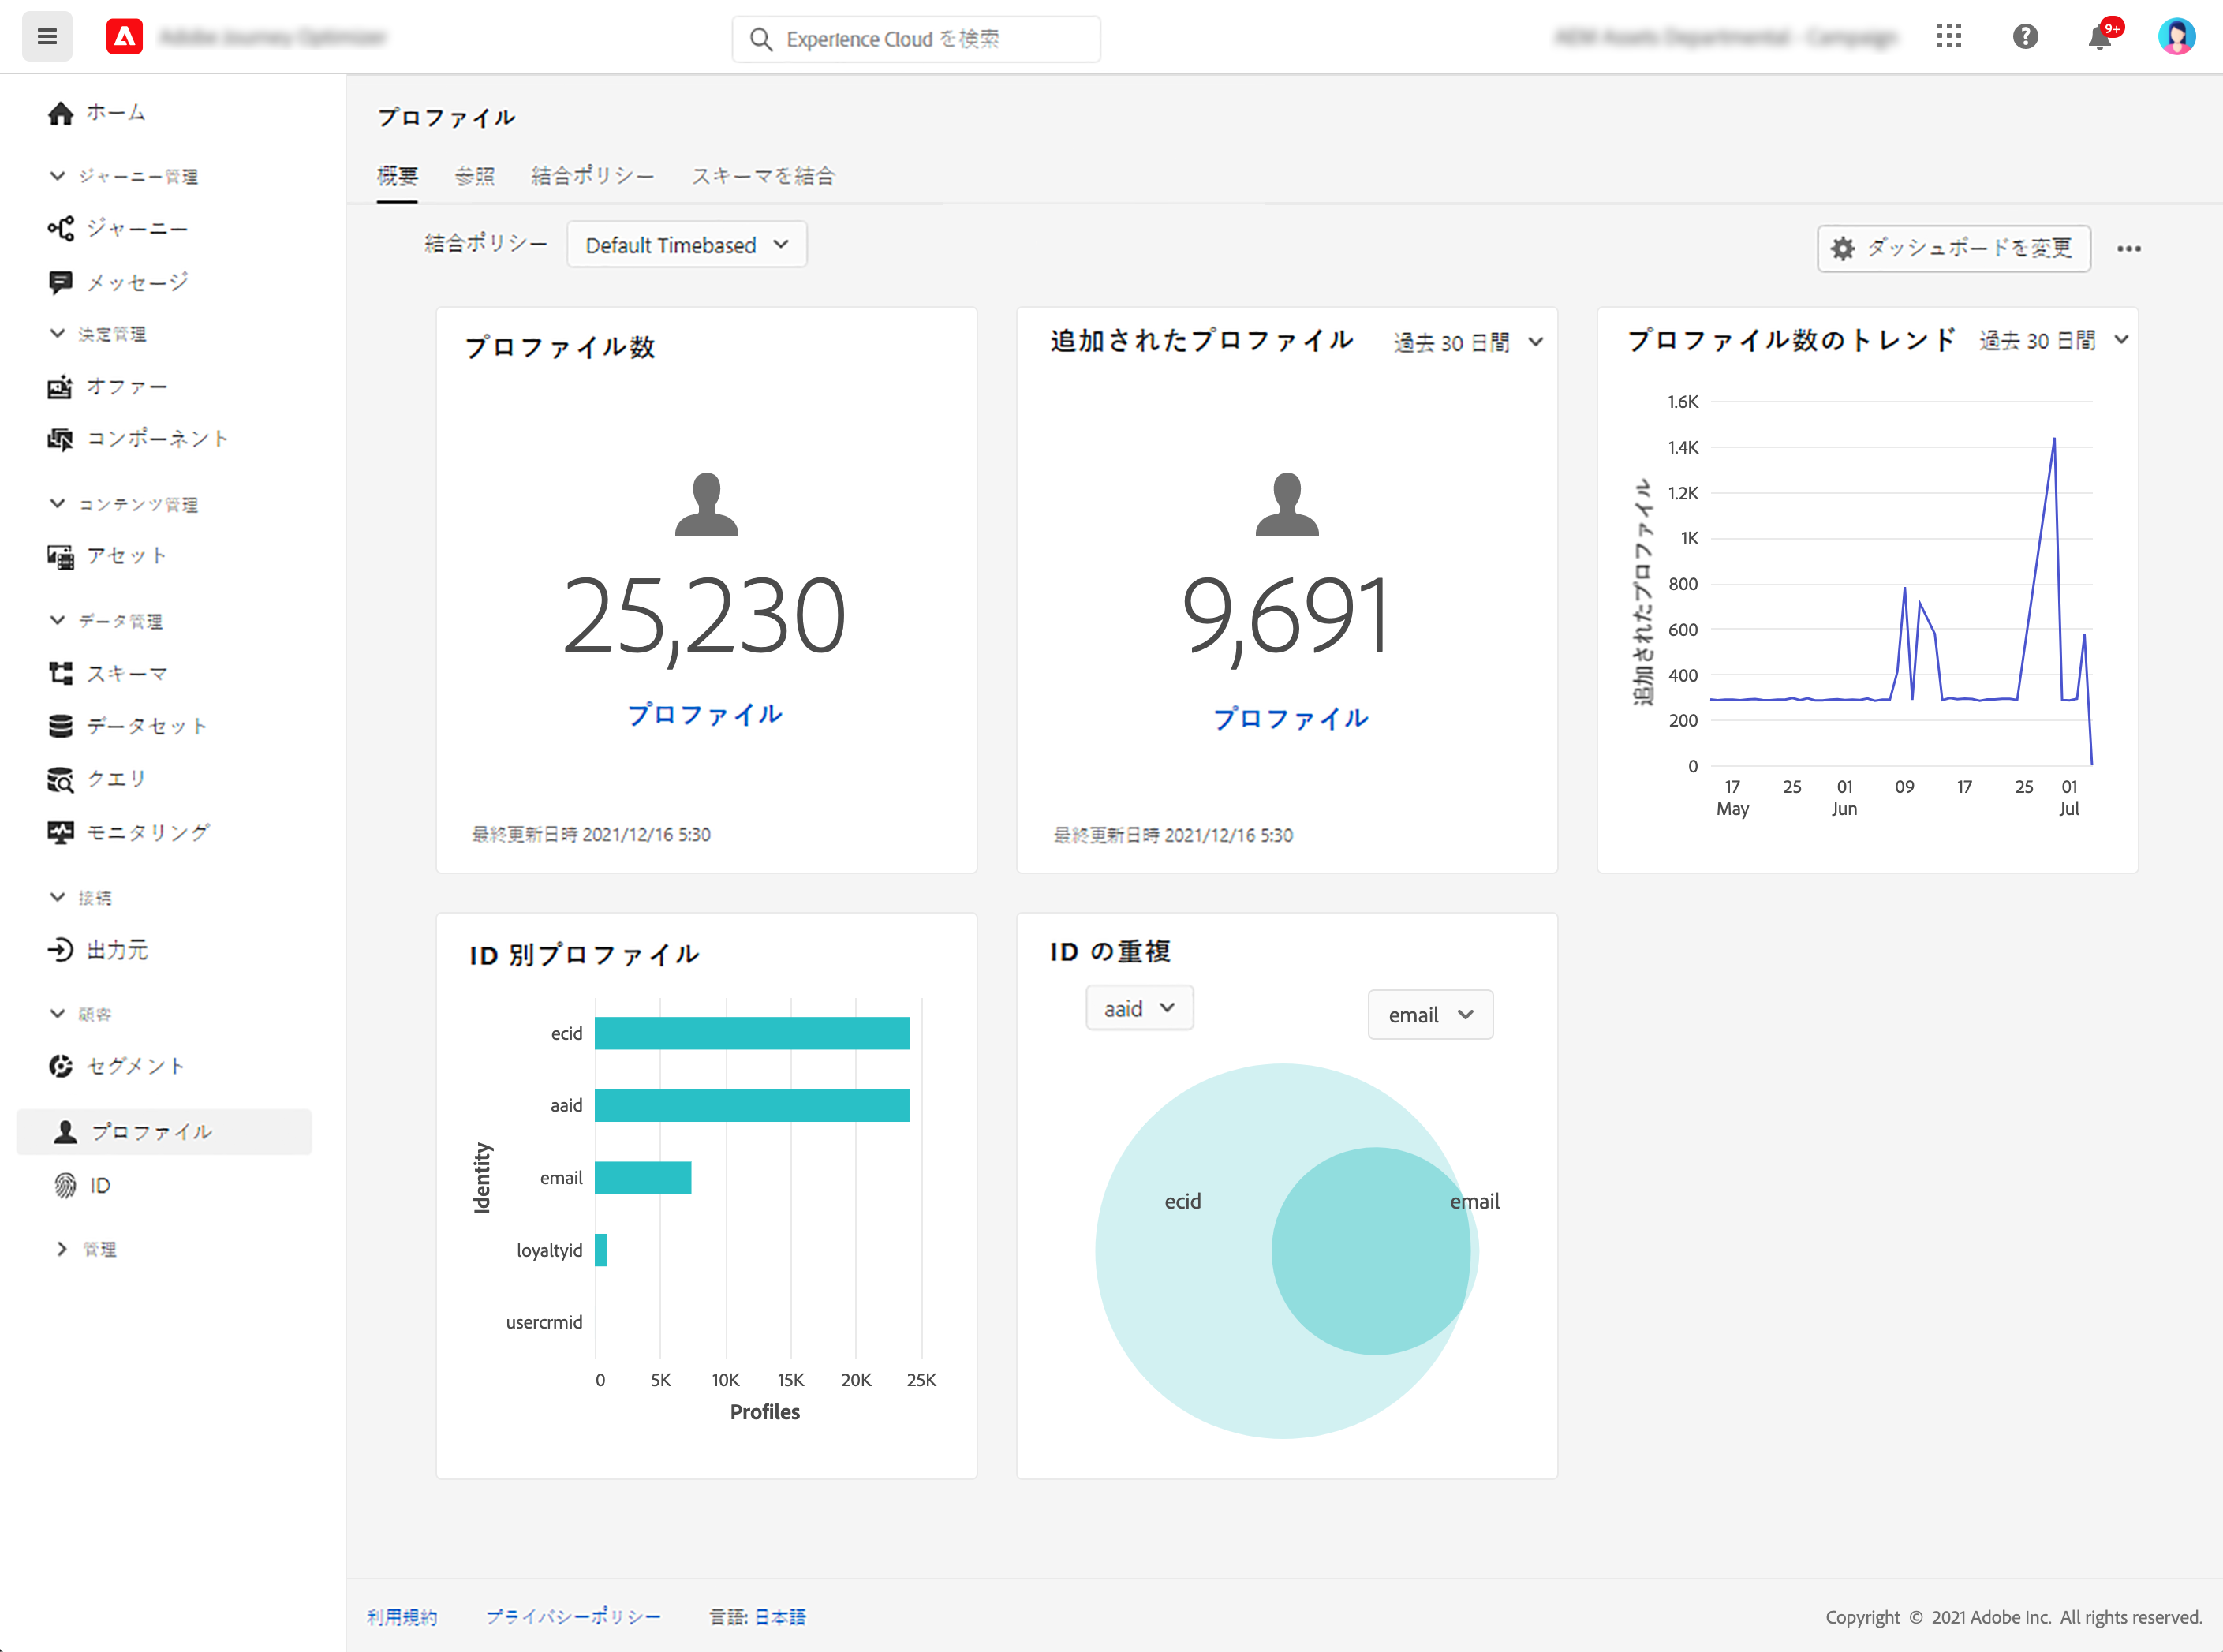 Experience Cloud を検索
9+
ホーム
ジャーニー管理
ジャーニー
メッセージ
決定管理
オファー
コンポーネント
コンテンツ管理
アセット
データ管理
スキーマ
データセット
クエリ
モニタリング
接続
出力元
顧客
セグメント
プロファイル
ID
管理
プロファイル
概要 参照 結合ポリシー スキーマを結合
結合ポリシー Default Timebased
ダッシュボードを変更
プロファイル数
25,230
プロファイル
最終更新日時 2021/12/16 5:30
追加されたプロファイル 過去 30 日間
9,691
プロファイル
最終更新日時 2021/12/16 5:30
プロファイル数のトレンド 過去 30 日間
追加されたプロファイル
1.6K
1.4K
1.2K
1K
800
600
400
200
0
17 25 01 09 17 25 01
May Jun Jul
ID 別プロファイル
Identity
ecid
aaid
email
loyaltyid
usercrmid
0 5K 10K 15K 20K 25K
Profiles
ID の重複
aaid email
ecid email
利用規約 プライバシーポリシー 言語: 日本語
Copyright © 2021 Adobe Inc. All rights reserved.